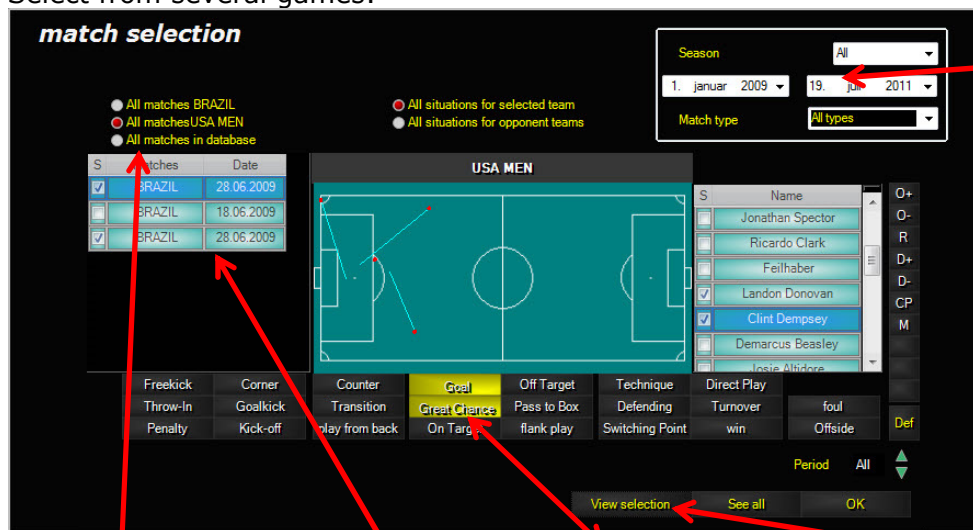 Select from several games:
match selection
Season All
1. januar 2009 19. juli 2011
Match type All types
All matches BRAZIL
All matchesUSA MEN
All matches in database
All situations for selected team
All situations for opponent teams
S Matches Date
BRAZIL 28.06.2009
BRAZIL 18.06.2009
BRAZIL 28.06.2009
USA MEN
S Name
Jonathan Spector
Ricardo Clark
Feilhaber
Landon Donovan
Clint Dempsey
Demarcus Beasley
Josie Altidore
O+
O-
R
D+
D-
CP
M
Freekick Corner Counter Goal Off Target Technique Direct Play
Throw-In Goalkick Transition Great Chance Pass to Box Defending Turnover foul
Penalty Kick-off play from back On Target flank play Switching Point win Offside
Def
Period All
View selection See all OK